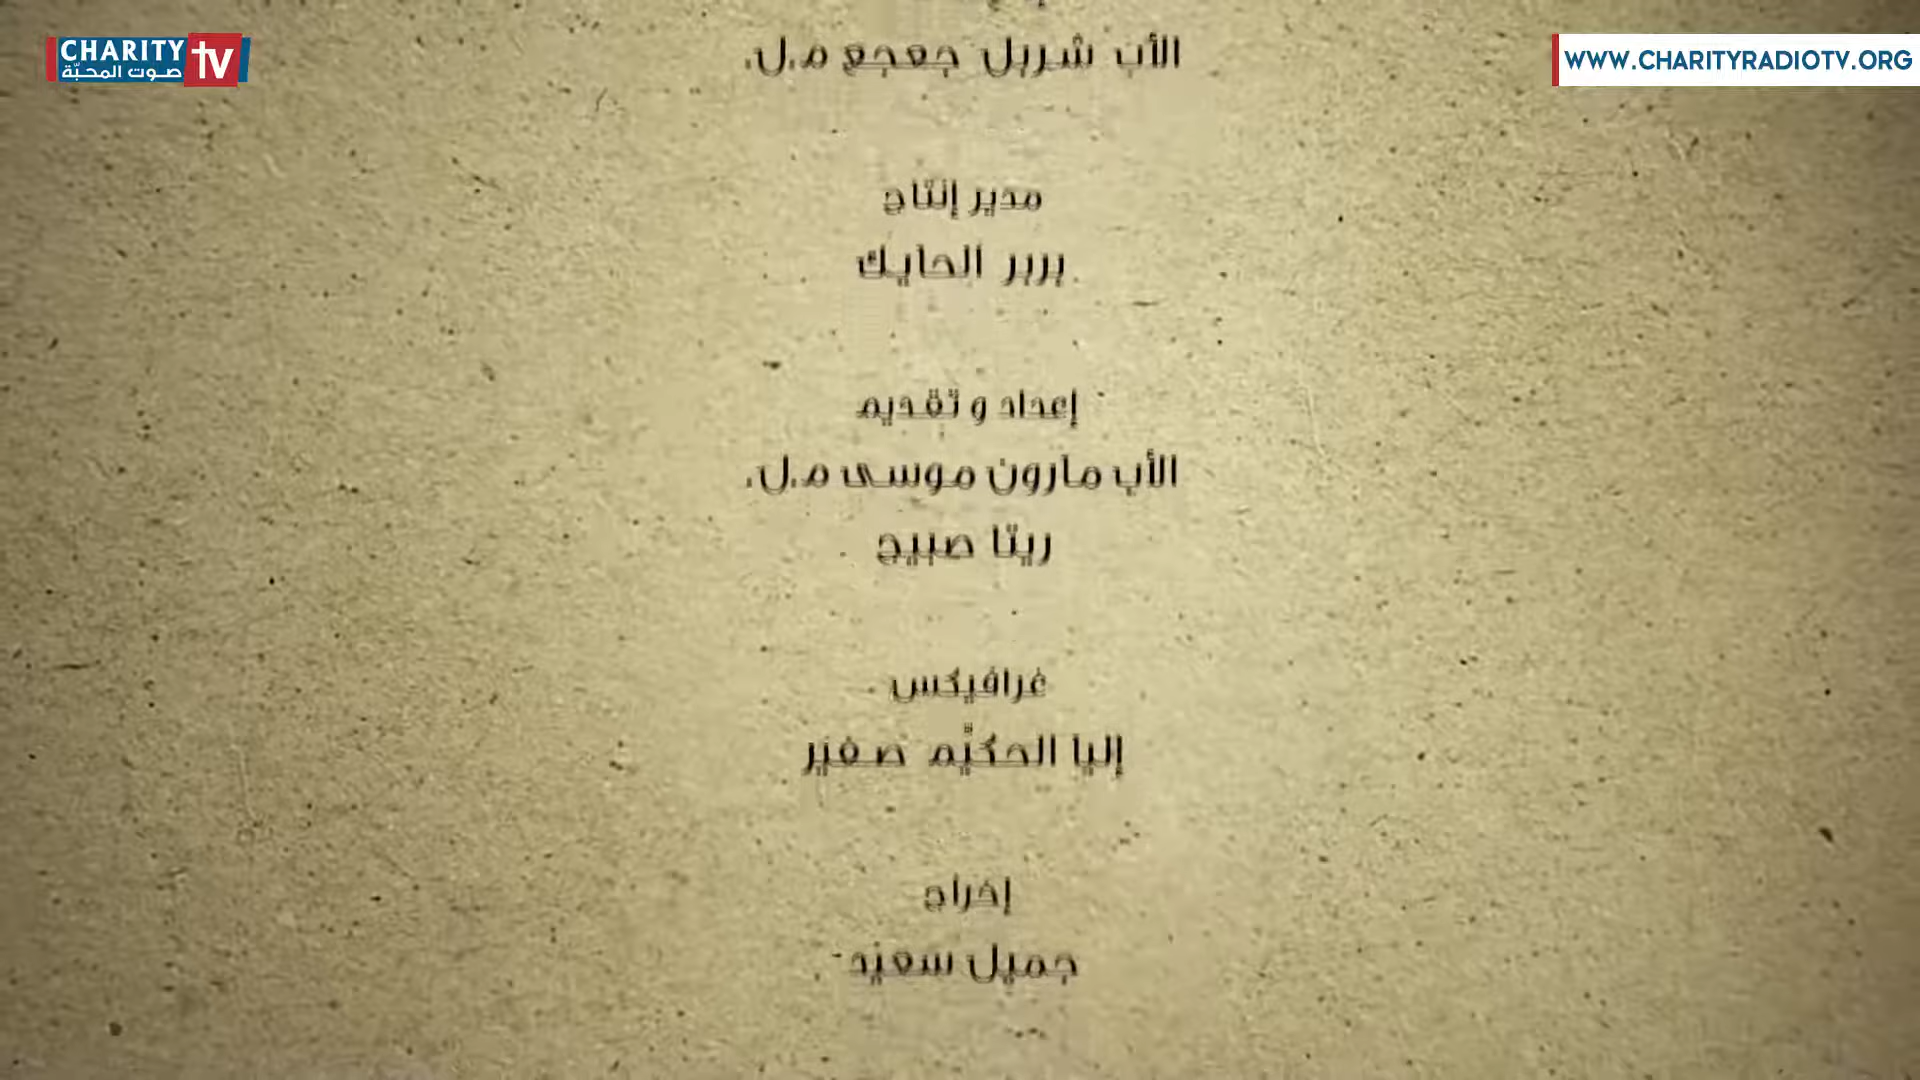 CHARITY tv
صوت المحبّة
WWW.CHARITYRADIOTV.ORG
الأب شربل جعجع م.ل.
مدير إنتاج
بربر الحايك
إعداد و تقديم
الأب مارون موسى م.ل.
ريتا صبيح
غرافيكس
إليا الحكيّم صغير
إخراج
جميل سعيد